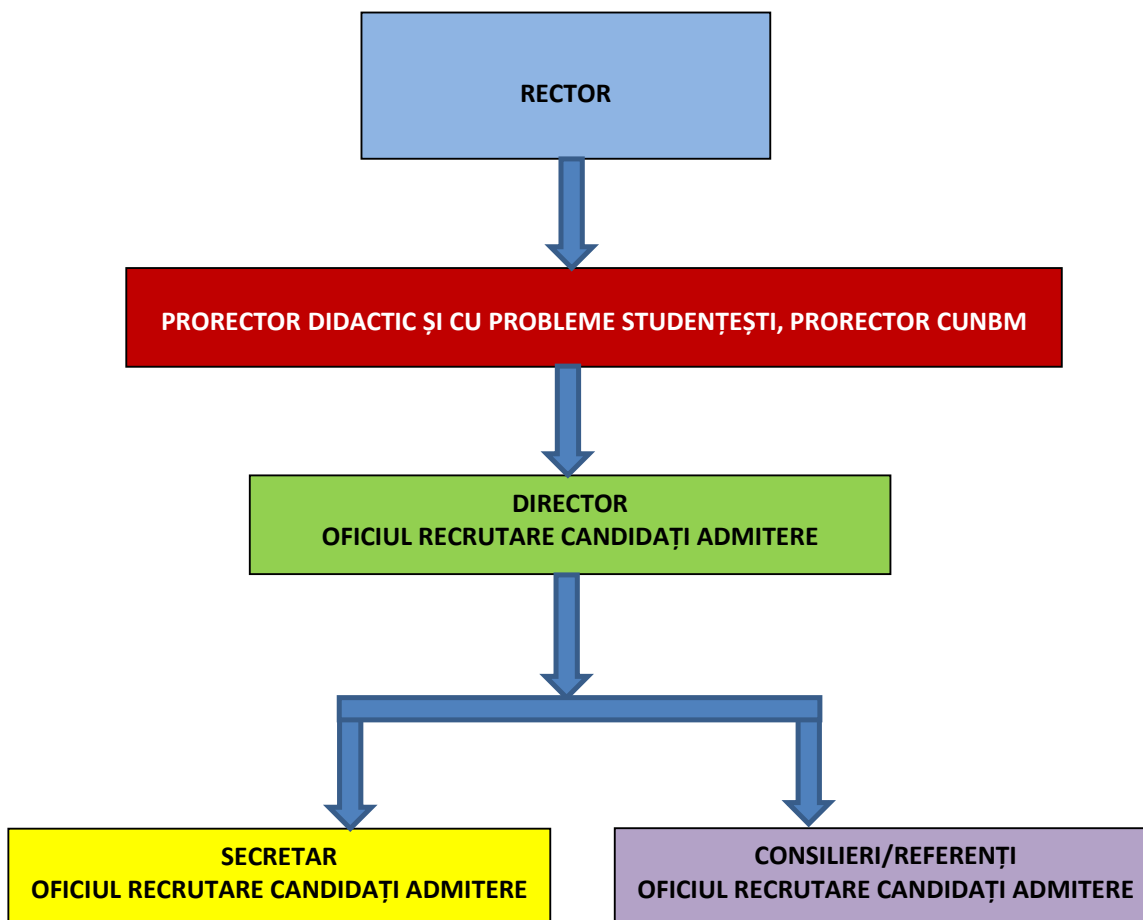 RECTOR
PRORECTOR DIDACTIC ȘI CU PROBLEME STUDENȚEȘTI, PRORECTOR CUNBM
DIRECTOR
OFICIUL RECRUTARE CANDIDAȚI ADMITERE
SECRETAR
OFICIUL RECRUTARE CANDIDAȚI ADMITERE
CONSILIERI/REFERENȚI
OFICIUL RECRUTARE CANDIDAȚI ADMITERE